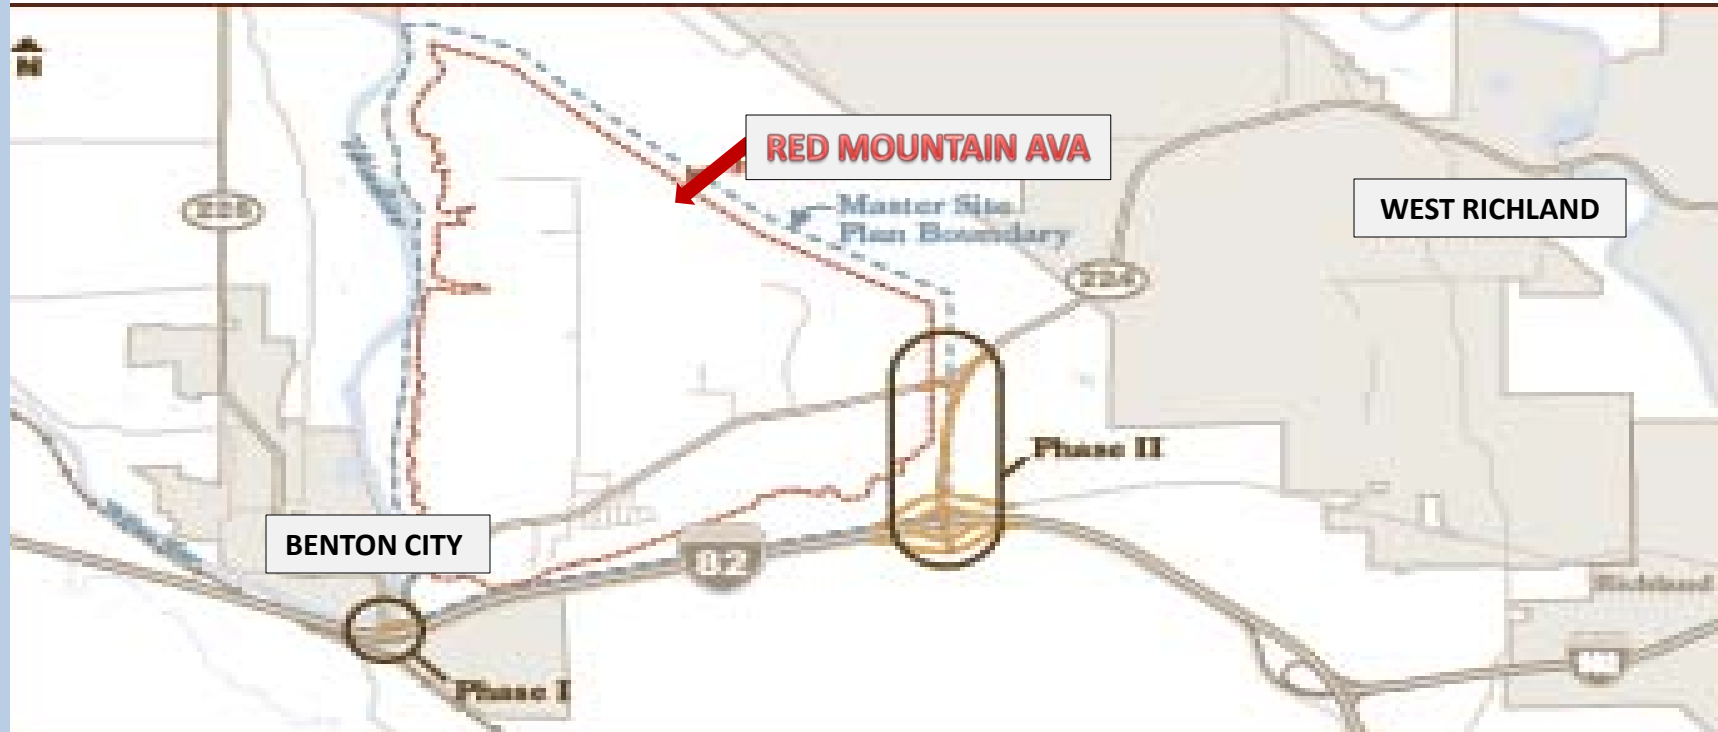 N
RED MOUNTAIN AVA
WEST RICHLAND
225
Master Site
Plan Boundary
224
Phase II
BENTON CITY
82
Richland
Phase I